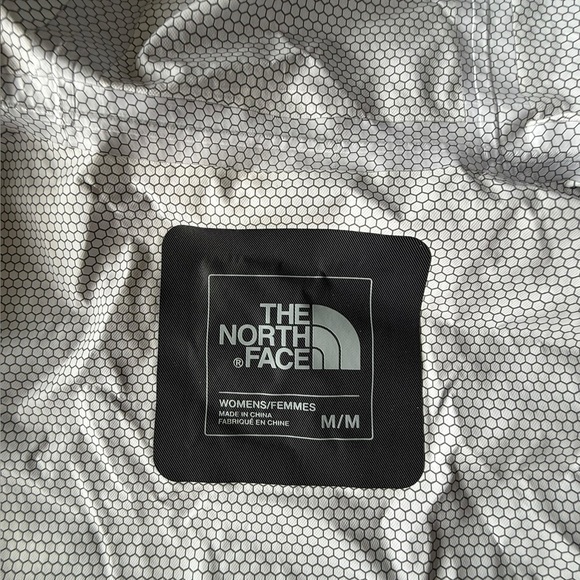 THE
NORTH
®FACE
WOMENS/FEMMES
MADE IN CHINA
FABRIQUÉ EN CHINE
M/M